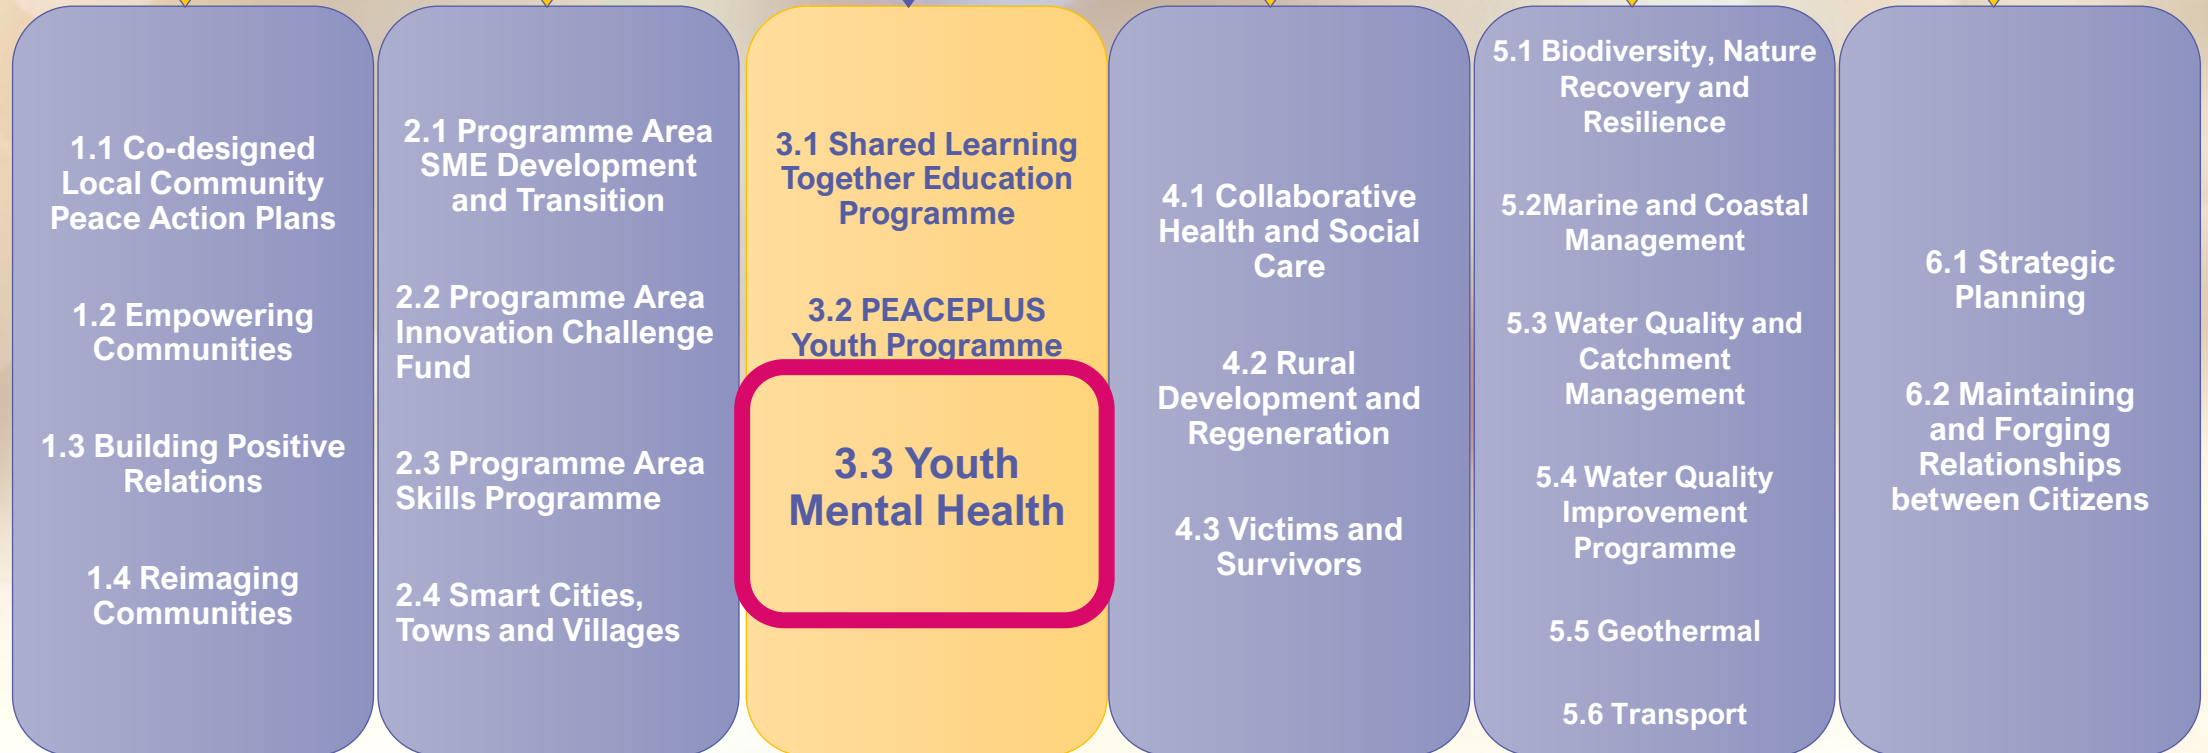 1.1 Co-designed
Local Community
Peace Action Plans
1.2 Empowering
Communities
1.3 Building Positive
Relations
1.4 Reimaging
Communities
2.1 Programme Area
SME Development
and Transition
2.2 Programme Area
Innovation Challenge
Fund
2.3 Programme Area
Skills Programme
2.4 Smart Cities,
Towns and Villages
3.1 Shared Learning
Together Education
Programme
3.2 PEACEPLUS
Youth Programme
3.3 Youth
Mental Health
4.1 Collaborative
Health and Social
Care
4.2 Rural
Development and
Regeneration
4.3 Victims and
Survivors
5.1 Biodiversity, Nature
Recovery and
Resilience
5.2Marine and Coastal
Management
5.3 Water Quality and
Catchment
Management
5.4 Water Quality
Improvement
Programme
5.5 Geothermal
5.6 Transport
6.1 Strategic
Planning
6.2 Maintaining
and Forging
Relationships
between Citizens